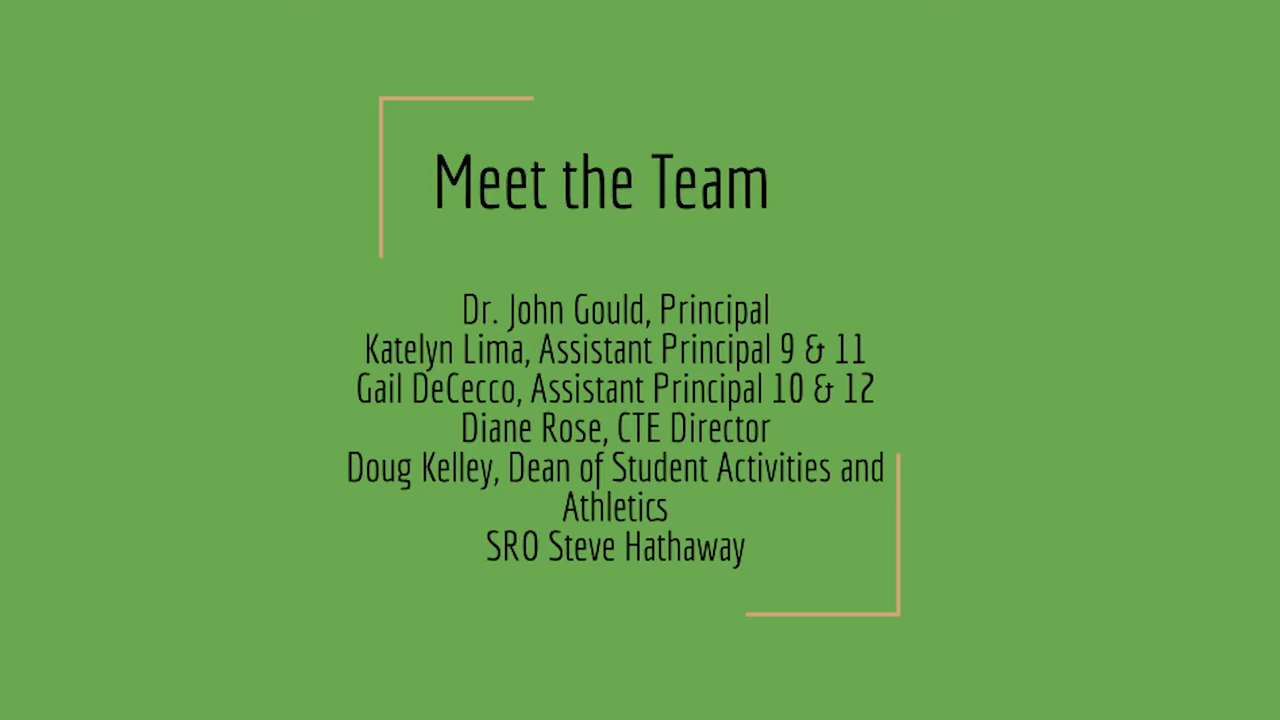 Meet the Team
Dr. John Gould, Principal
Katelyn Lima, Assistant Principal 9 & 11
Gail DeCecco, Assistant Principal 10 & 12
Diane Rose, CTE Director
Doug Kelley, Dean of Student Activities and
Athletics
SRO Steve Hathaway